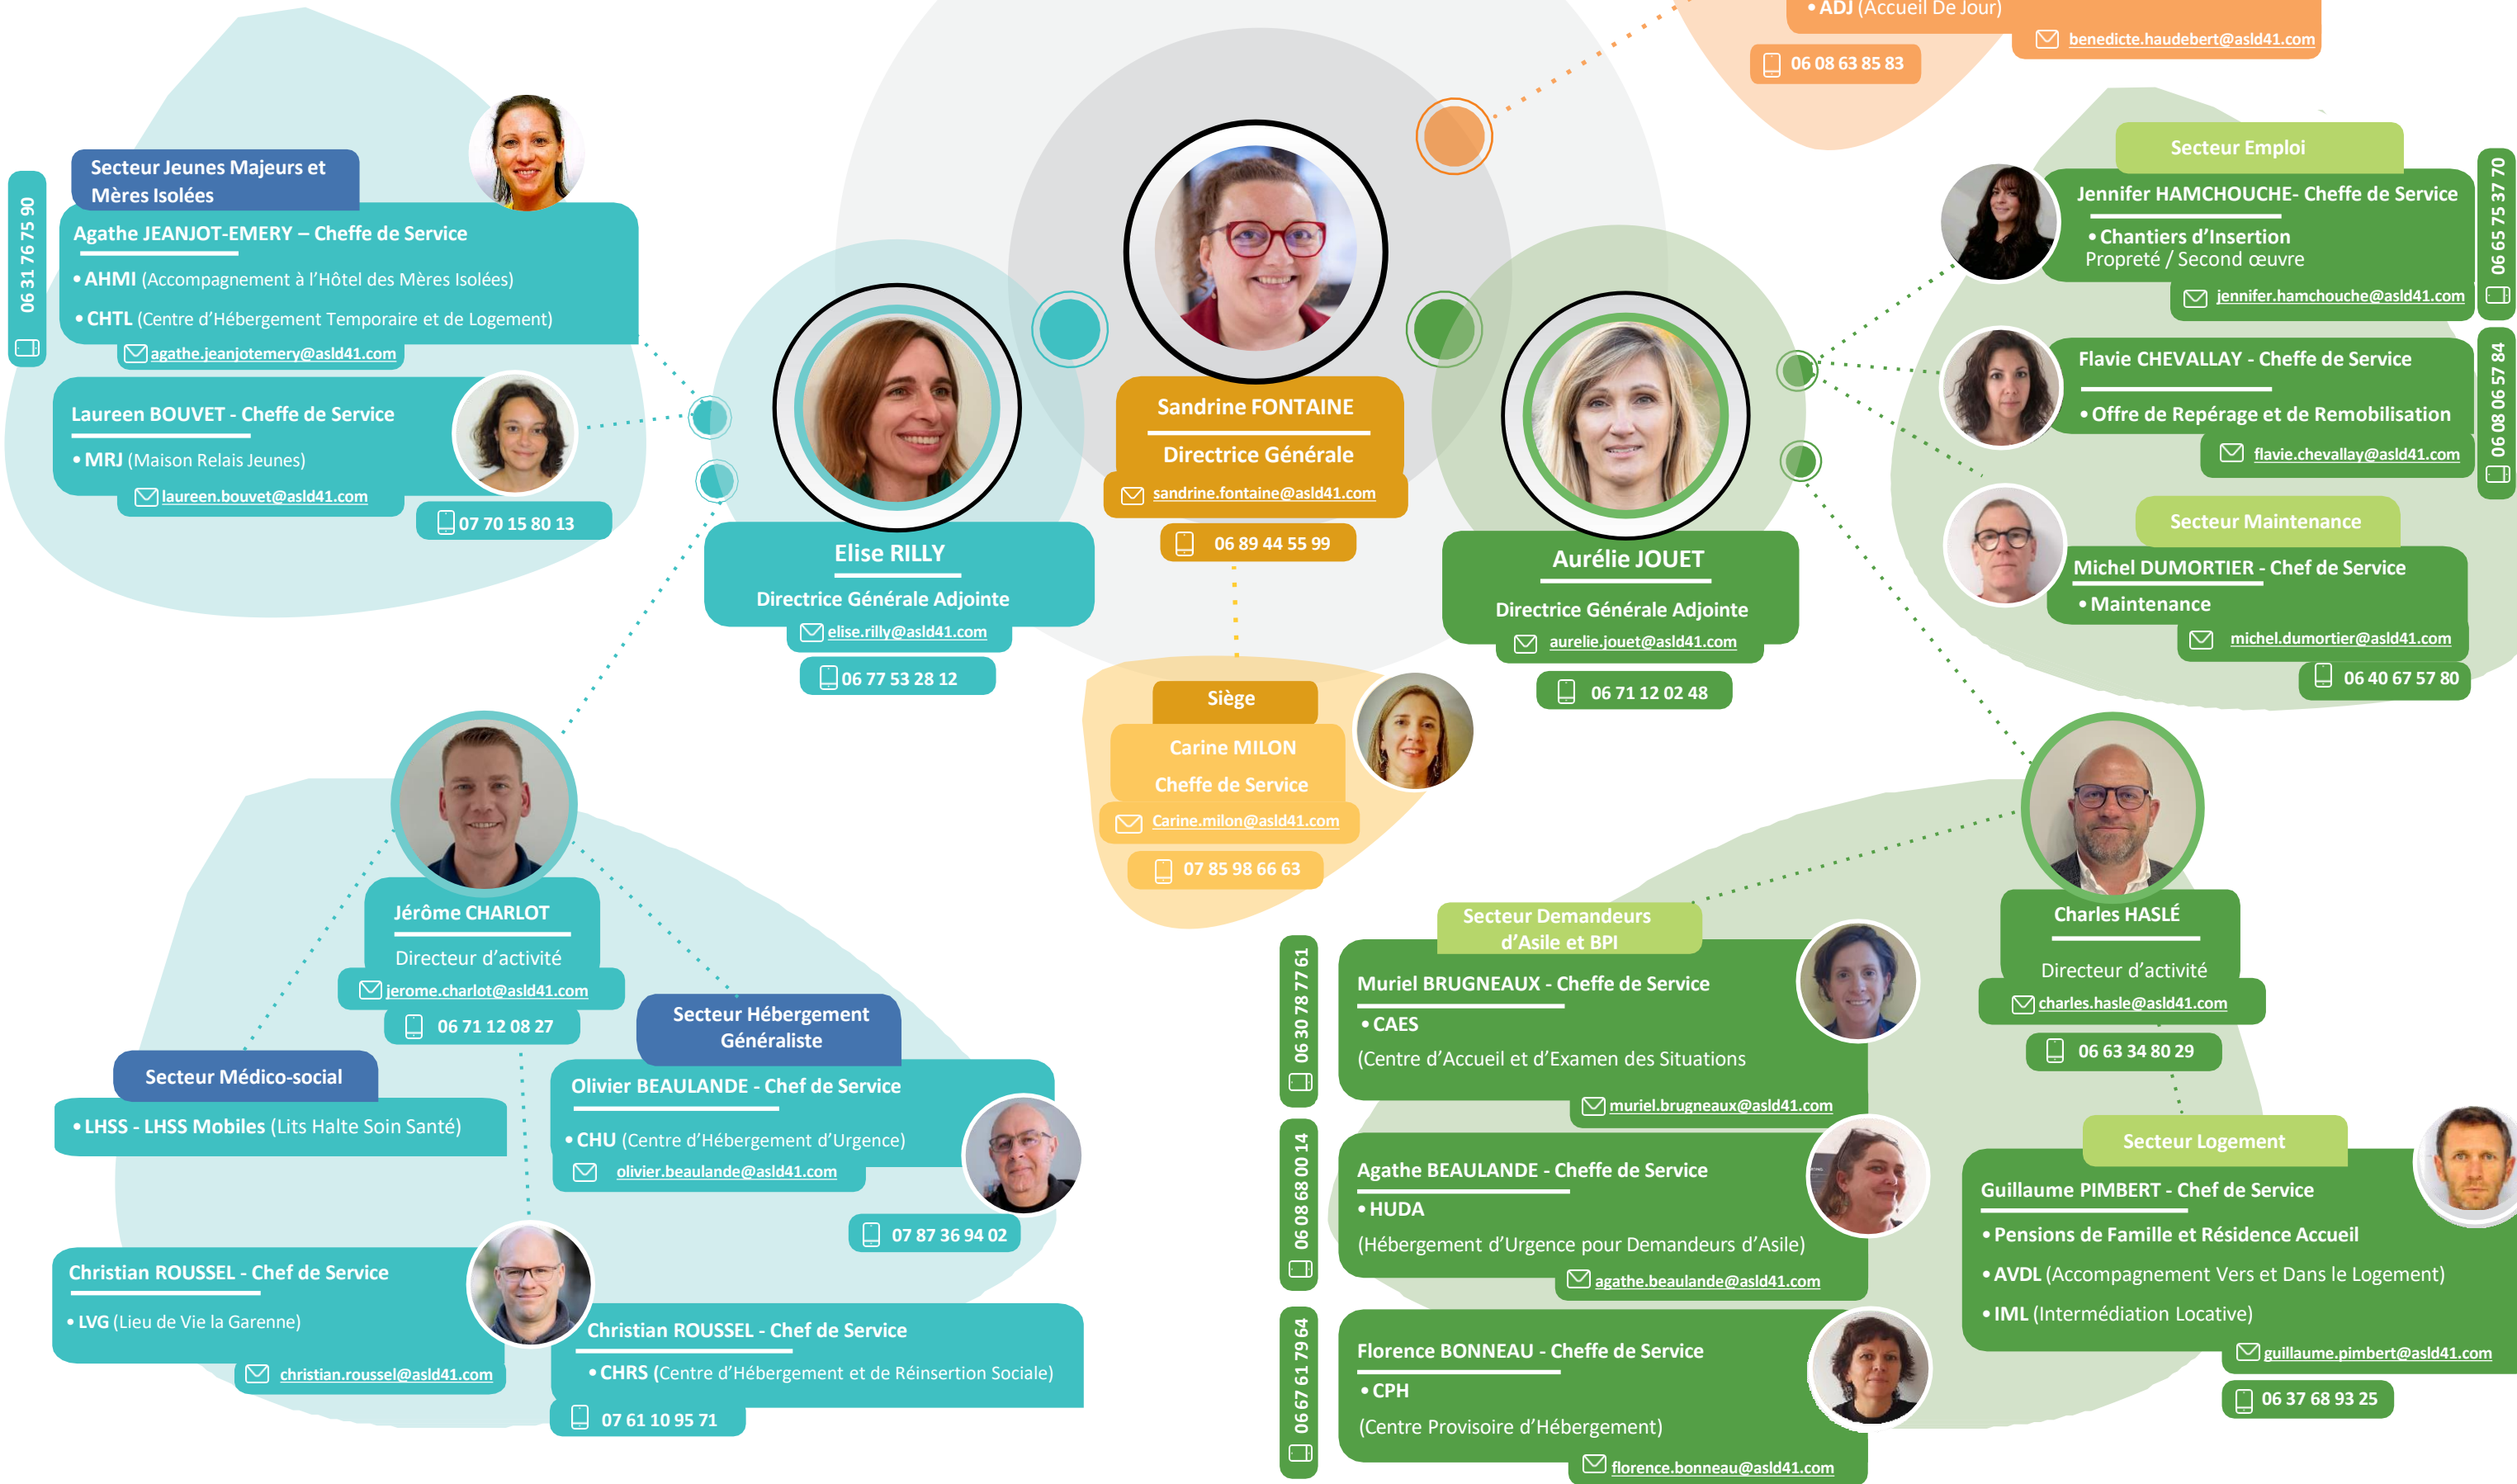 • ADJ (Accueil De Jour)
benedicte.haudebert@asld41.com
06 08 63 85 83
Secteur Jeunes Majeurs et
Mères Isolées
06 31 76 75 90
Agathe JEANJOT-EMERY – Cheffe de Service
• AHMI (Accompagnement à l’Hôtel des Mères Isolées)
• CHTL (Centre d’Hébergement Temporaire et de Logement)
agathe.jeanjotemery@asld41.com
Laureen BOUVET - Cheffe de Service
• MRJ (Maison Relais Jeunes)
laureen.bouvet@asld41.com
07 70 15 80 13
Elise RILLY
Directrice Générale Adjointe
elise.rilly@asld41.com
06 77 53 28 12
Sandrine FONTAINE
Directrice Générale
sandrine.fontaine@asld41.com
06 89 44 55 99
Aurélie JOUET
Directrice Générale Adjointe
aurelie.jouet@asld41.com
06 71 12 02 48
Secteur Emploi
Jennifer HAMCHOUCHE- Cheffe de Service
• Chantiers d’Insertion
Propreté / Second œuvre
jennifer.hamchouche@asld41.com
06 65 75 37 70
Flavie CHEVALLAY - Cheffe de Service
• Offre de Repérage et de Remobilisation
flavie.chevallay@asld41.com
06 08 06 57 84
Secteur Maintenance
Michel DUMORTIER - Chef de Service
• Maintenance
michel.dumortier@asld41.com
06 40 67 57 80
Siège
Carine MILON
Cheffe de Service
Carine.milon@asld41.com
07 85 98 66 63
Jérôme CHARLOT
Directeur d’activité
jerome.charlot@asld41.com
06 71 12 08 27
Secteur Médico-social
• LHSS - LHSS Mobiles (Lits Halte Soin Santé)
Secteur Hébergement
Généraliste
Olivier BEAULANDE - Chef de Service
• CHU (Centre d’Hébergement d’Urgence)
olivier.beaulande@asld41.com
07 87 36 94 02
Christian ROUSSEL - Chef de Service
• LVG (Lieu de Vie la Garenne)
christian.roussel@asld41.com
Christian ROUSSEL - Chef de Service
• CHRS (Centre d’Hébergement et de Réinsertion Sociale)
07 61 10 95 71
Charles HASLÉ
Directeur d’activité
charles.hasle@asld41.com
06 63 34 80 29
Secteur Demandeurs
d’Asile et BPI
06 30 78 77 61
Muriel BRUGNEAUX - Cheffe de Service
• CAES
(Centre d’Accueil et d’Examen des Situations
muriel.brugneaux@asld41.com
06 08 68 00 14
Agathe BEAULANDE - Cheffe de Service
• HUDA
(Hébergement d’Urgence pour Demandeurs d’Asile)
agathe.beaulande@asld41.com
06 67 61 79 64
Florence BONNEAU - Cheffe de Service
• CPH
(Centre Provisoire d’Hébergement)
florence.bonneau@asld41.com
Secteur Logement
Guillaume PIMBERT - Chef de Service
• Pensions de Famille et Résidence Accueil
• AVDL (Accompagnement Vers et Dans le Logement)
• IML (Intermédiation Locative)
guillaume.pimbert@asld41.com
06 37 68 93 25